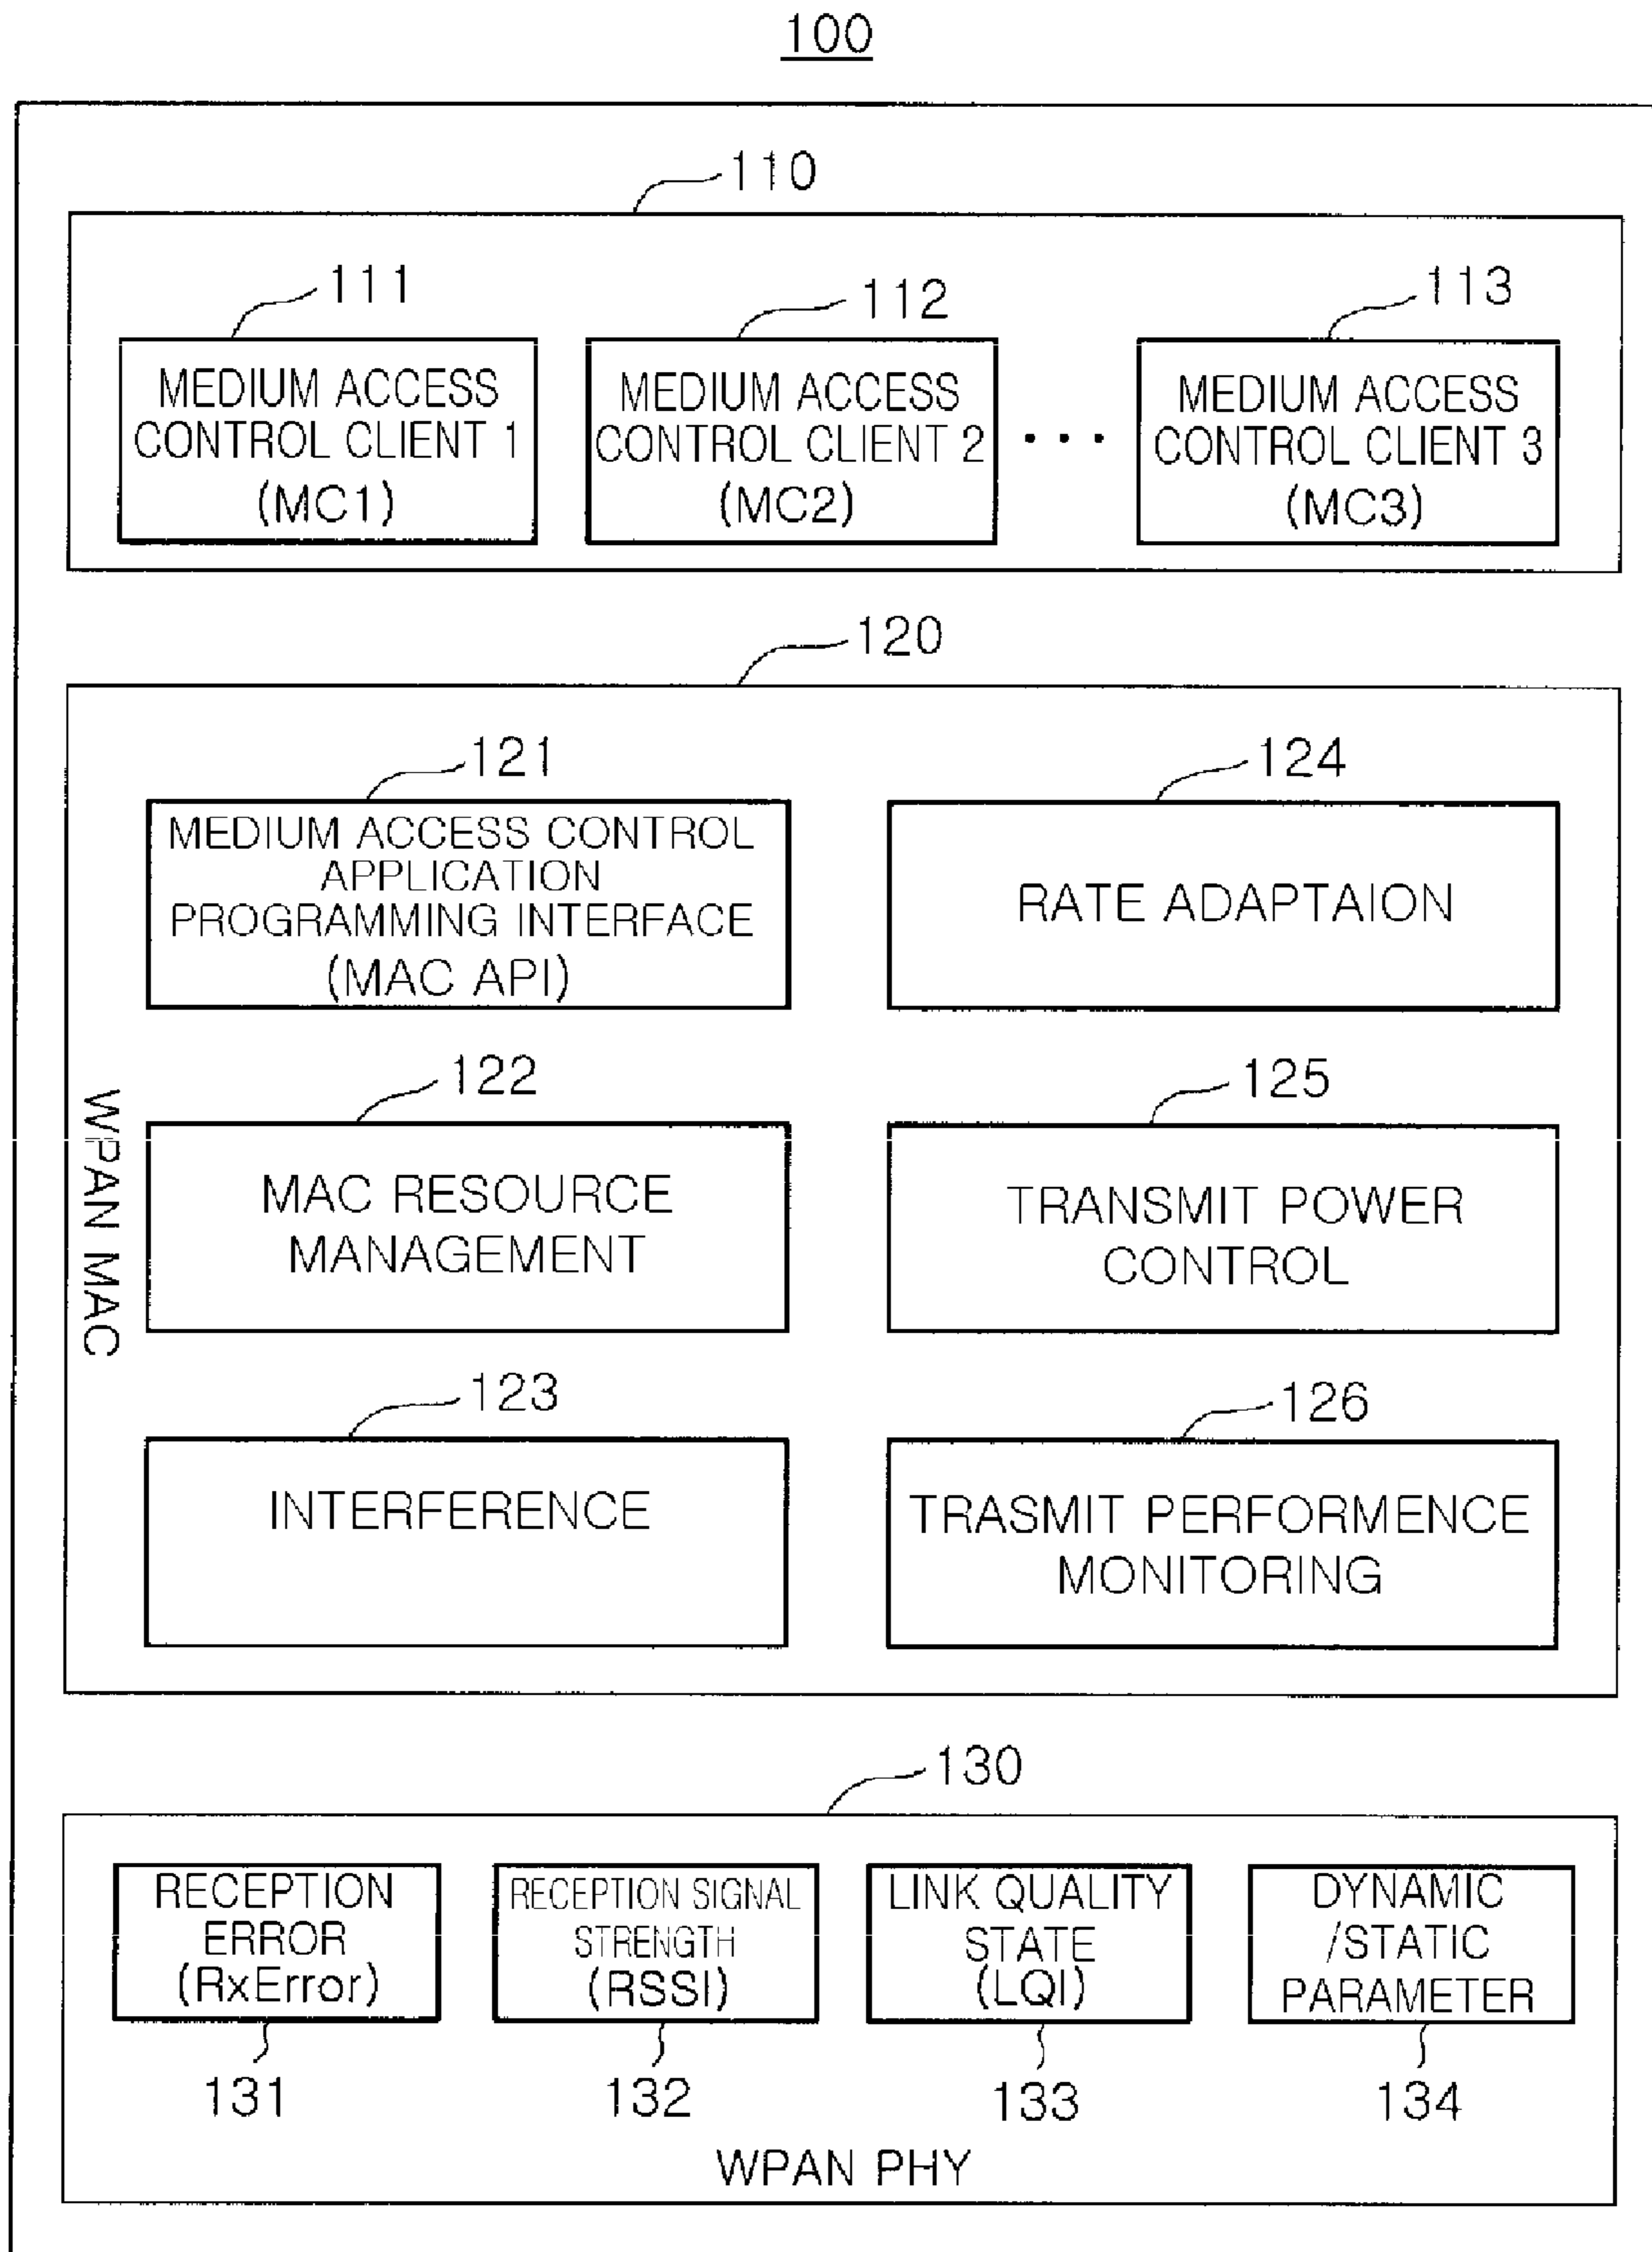 100
110
111
112
113
MEDIUM ACCESS
CONTROL CLIENT 1
(MC1)
MEDIUM ACCESS
CONTROL CLIENT 2
(MC2)
...
MEDIUM ACCESS
CONTROL CLIENT 3
(MC3)
120
WPAN MAC
121
MEDIUM ACCESS CONTROL
APPLICATION
PROGRAMMING INTERFACE
(MAC API)
124
RATE ADAPTAION
122
MAC RESOURCE
MANAGEMENT
125
TRANSMIT POWER
CONTROL
123
INTERFERENCE
126
TRASMIT PERFORMENCE
MONITORING
130
RECEPTION
ERROR
(RxError)
RECEPTION SIGNAL
STRENGTH
(RSSI)
LINK QUALITY
STATE
(LQI)
DYNAMIC
/STATIC
PARAMETER
131
132
133
134
WPAN PHY